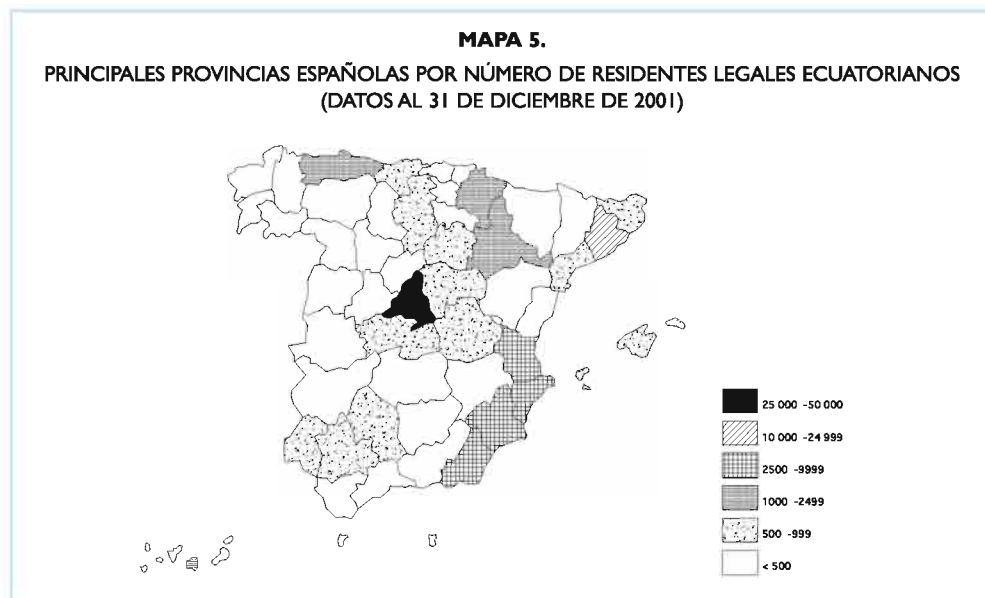 MAPA 5.
PRINCIPALES PROVINCIAS ESPAÑOLAS POR NÚMERO DE RESIDENTES LEGALES ECUATORIANOS
(DATOS AL 31 DE DICIEMBRE DE 2001)
25 000 -50 000
10 000 -24 999
2500 -9999
1000 -2499
500 -999
< 500